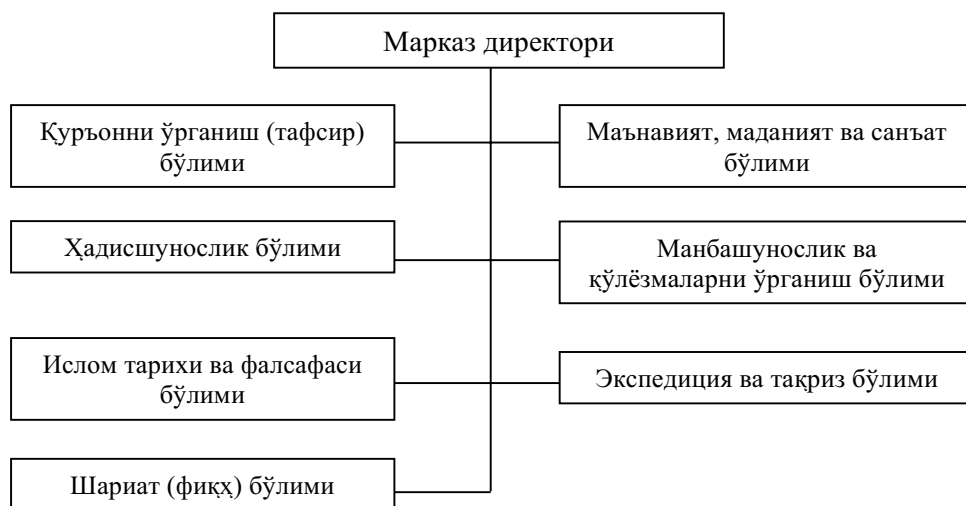 Марказ директори
Қуръонни ўрганиш (тафсир)
бўлими
Маънавият, маданият ва санъат
бўлими
Ҳадисшунослик бўлими
Манбашунослик ва
қўлёзмаларни ўрганиш бўлими
Ислом тарихи ва фалсафаси
бўлими
Экспедиция ва тақриз бўлими
Шариат (фиқҳ) бўлими